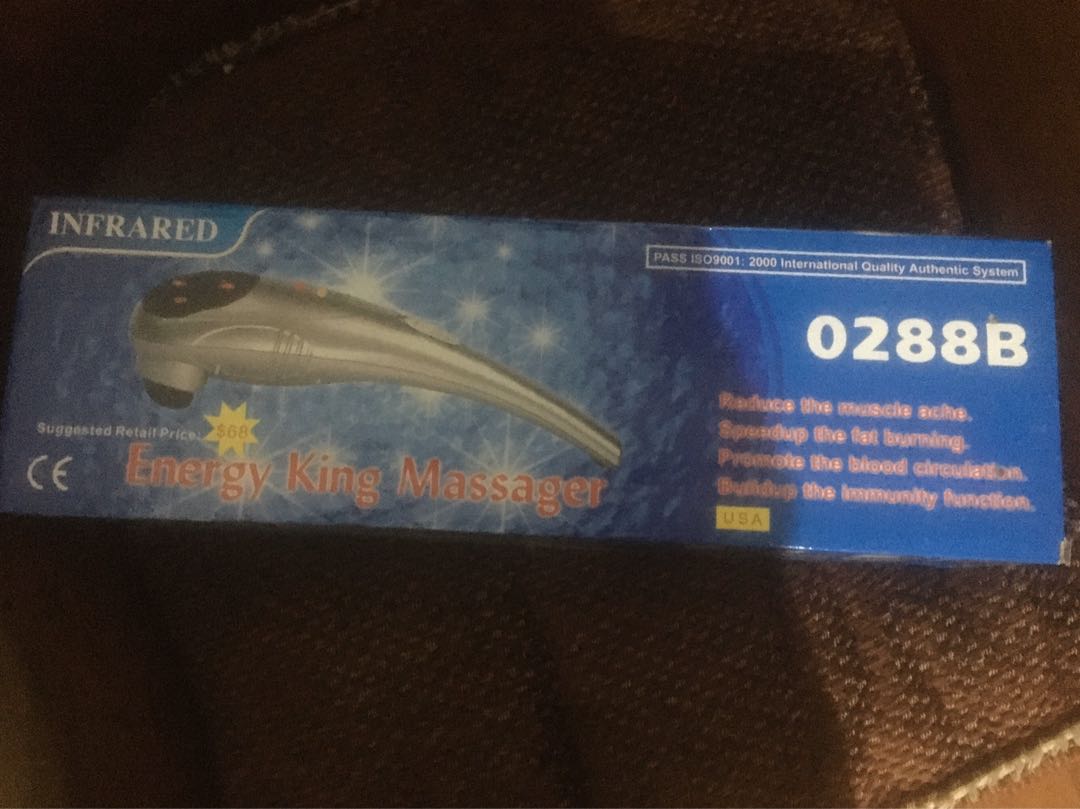 INFRARED
PASS ISO9001: 2000 International Quality Authentic System
0288B
Suggested Retail Price: $68
CE
Energy King Massager
Raduce the muscle ache.
Speedup the fat burning.
Promote the blood circulation.
Buildup the immunity function.
USA